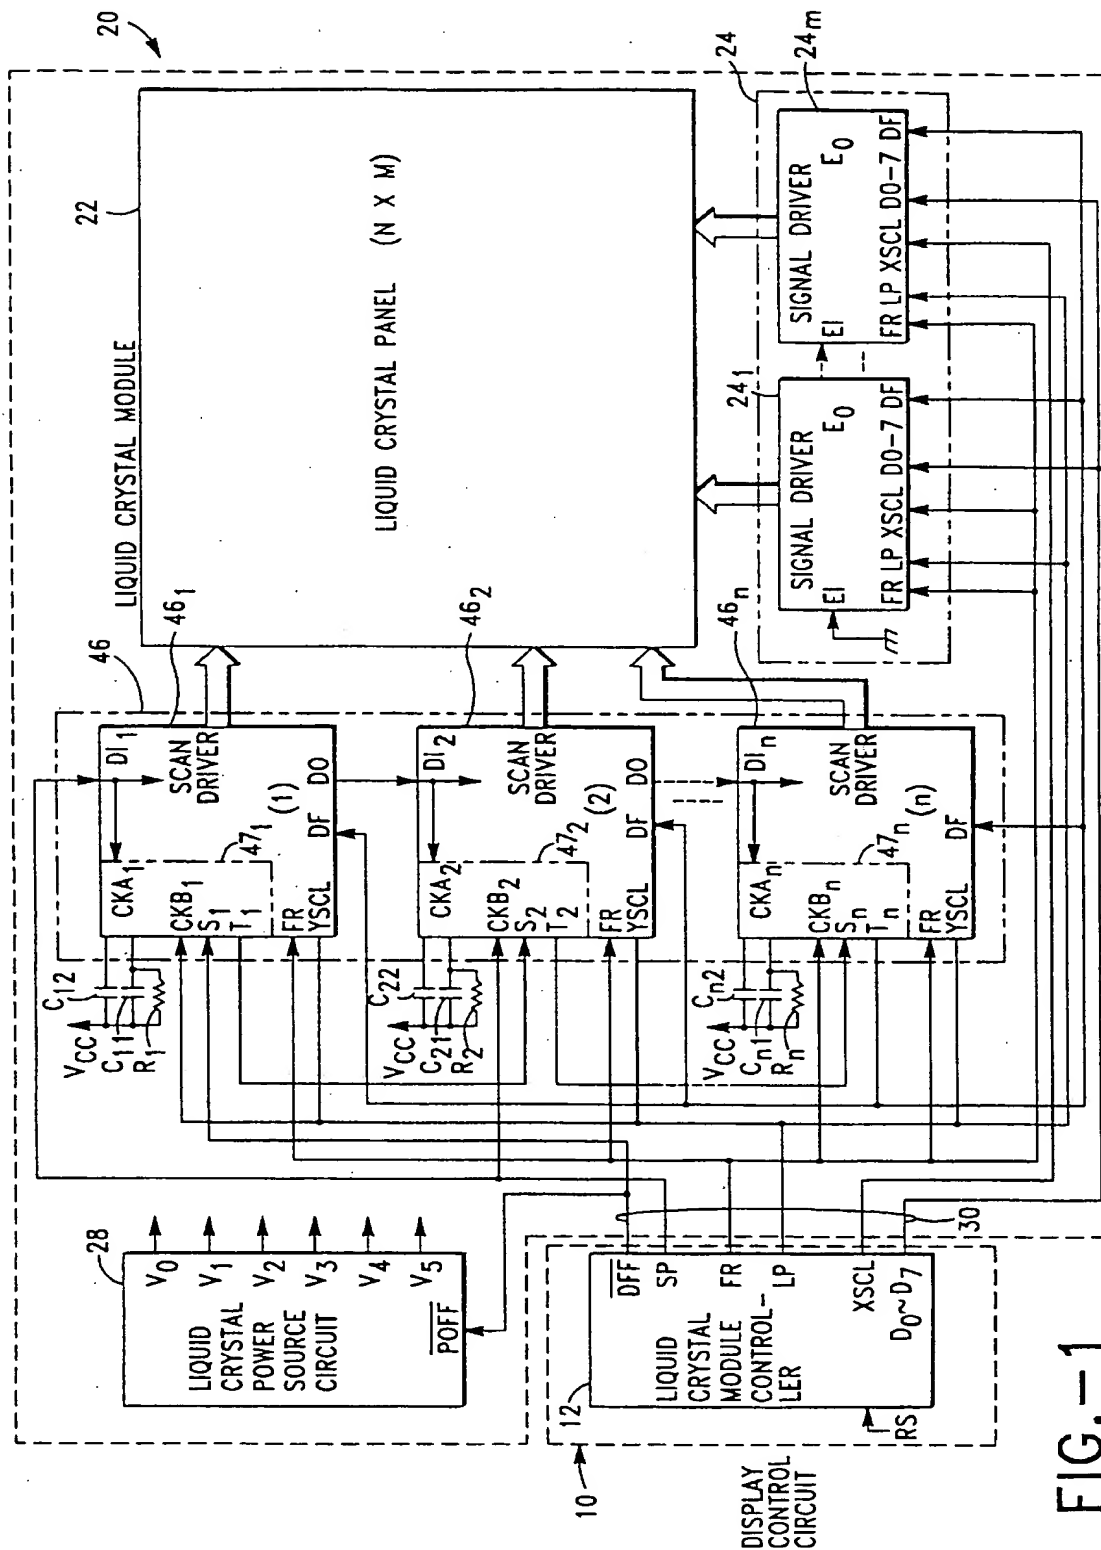 20
LIQUID CRYSTAL MODULE
22
LIQUID CRYSTAL PANEL (N X M)
28
LIQUID
CRYSTAL
POWER
SOURCE
CIRCUIT
V0
V1
V2
V3
V4
V5
POFF
46
461
DI1
SCAN
DRIVER
(1)
CKA1
471
CKB1
S1
T1
FR
YSCL
DF
DO
VCC
C12
C11
R1
462
DI2
SCAN
DRIVER
(2)
CKA2
472
CKB2
S2
T2
FR
YSCL
DF
DO
VCC
C22
C21
R2
46n
DIn
SCAN
DRIVER
(n)
CKAn
47n
CKBn
Sn
Tn
FR
YSCL
DF
VCC
Cn2
Cn1
Rn
24
241
SIGNAL DRIVER
EI
E0
FR LP XSCL D0-7 DF
24m
SIGNAL DRIVER
EI
E0
FR LP XSCL D0-7 DF
DISPLAY
CONTROL
CIRCUIT
10
12
LIQUID
CRYSTAL
MODULE
CONTROL-
LER
DFF
SP
FR
LP
XSCL
D0~D7
RS
30
FIG.-1